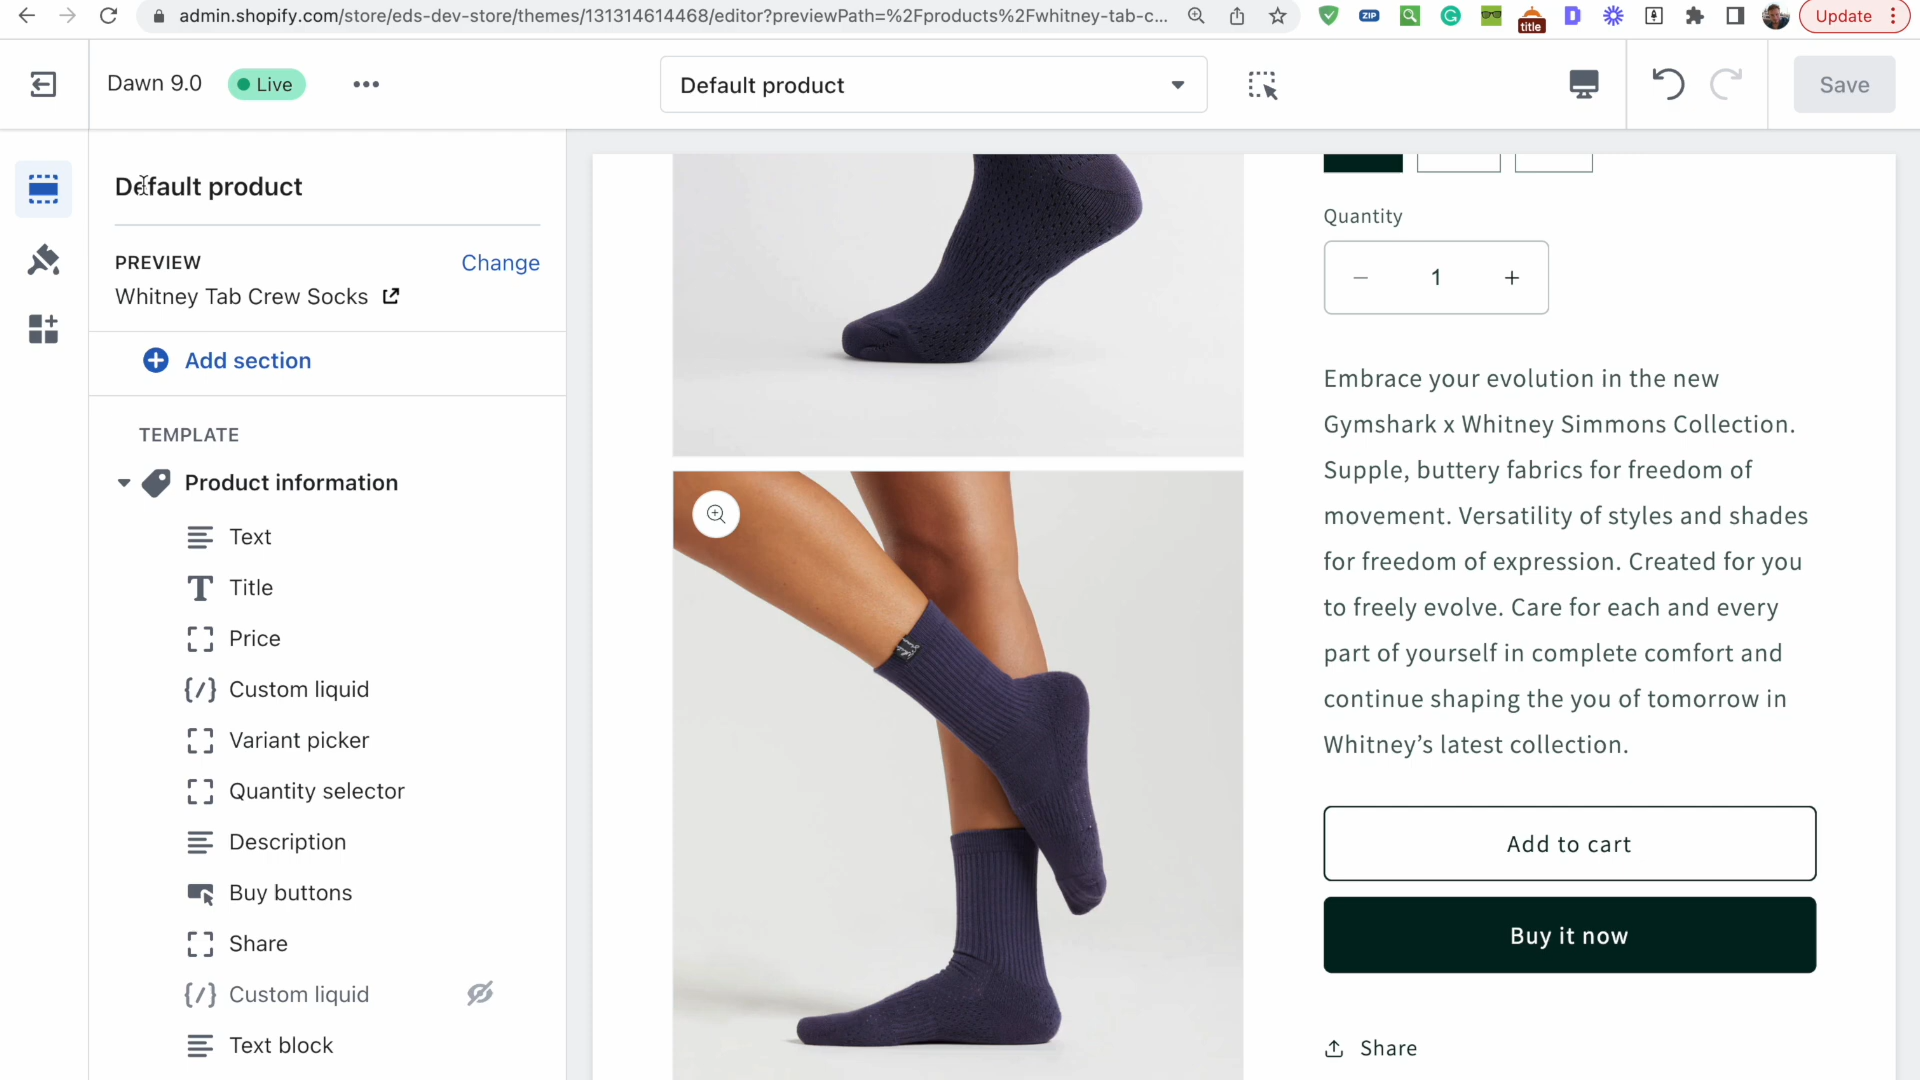 admin.shopify.com/store/eds-dev-store/themes/131314614468/editor?previewPath=%2Fproducts%2Fwhitney-tab-c...
ZIP
title
Update
Dawn 9.0
Live
Default product
Save
Default product
PREVIEW
Change
Whitney Tab Crew Socks
Add section
TEMPLATE
Product information
Text
Title
Price
Custom liquid
Variant picker
Quantity selector
Description
Buy buttons
Share
Custom liquid
Text block
Quantity
1
Embrace your evolution in the new
Gymshark x Whitney Simmons Collection.
Supple, buttery fabrics for freedom of
movement. Versatility of styles and shades
for freedom of expression. Created for you
to freely evolve. Care for each and every
part of yourself in complete comfort and
continue shaping the you of tomorrow in
Whitney’s latest collection.
Add to cart
Buy it now
Share